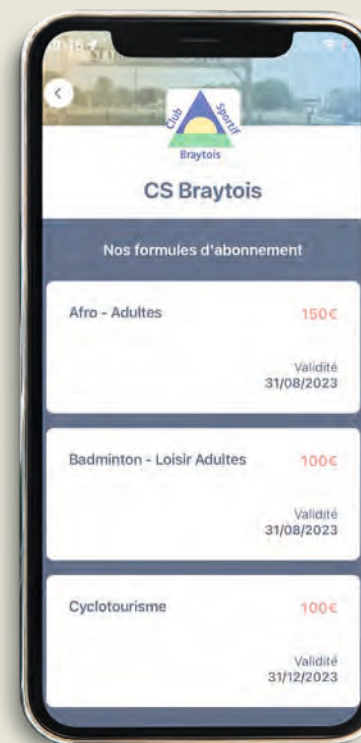 Club Sportif
Braytois
CS Braytois
Nos formules d'abonnement
Afro - Adultes 150€
Validité
31/08/2023
Badminton - Loisir Adultes 100€
Validité
31/08/2023
Cyclotourisme 100€
Validité
31/12/2023